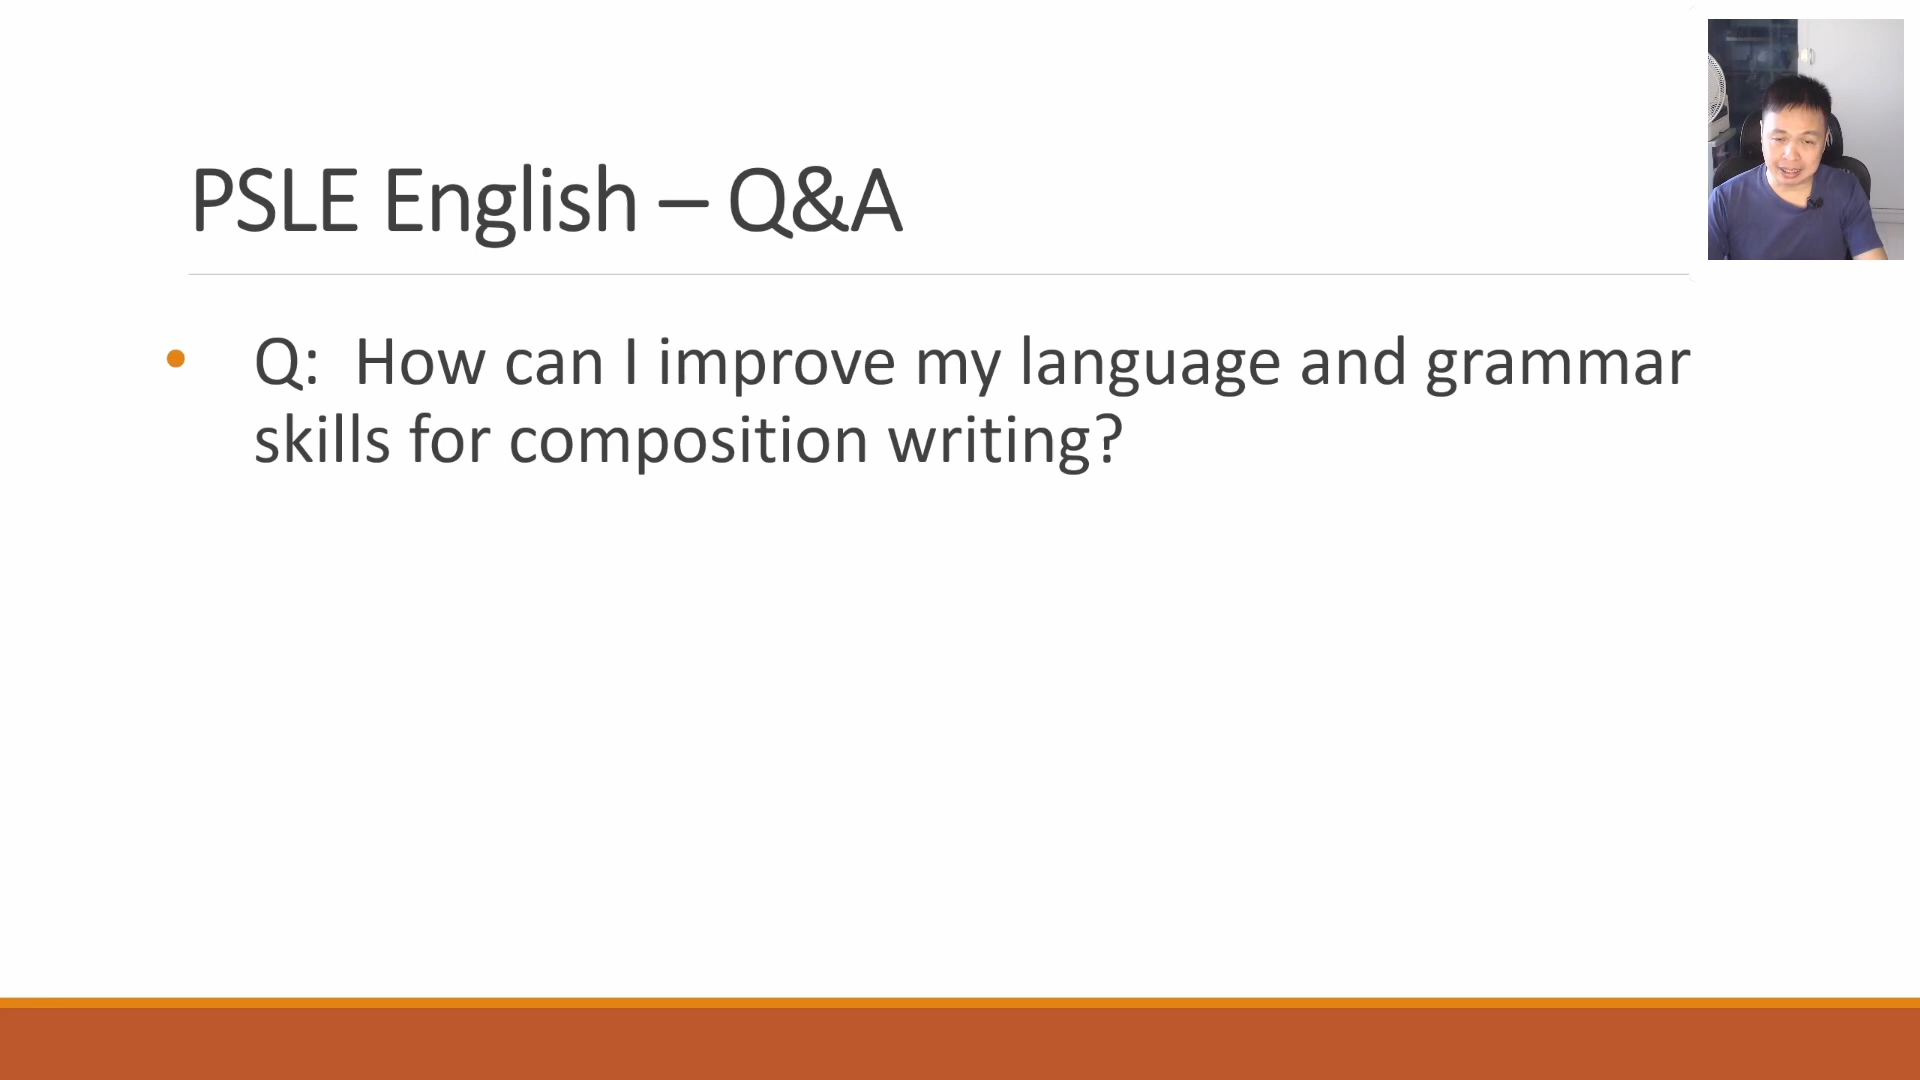 PSLE English – Q&A
• Q: How can I improve my language and grammar
skills for composition writing?